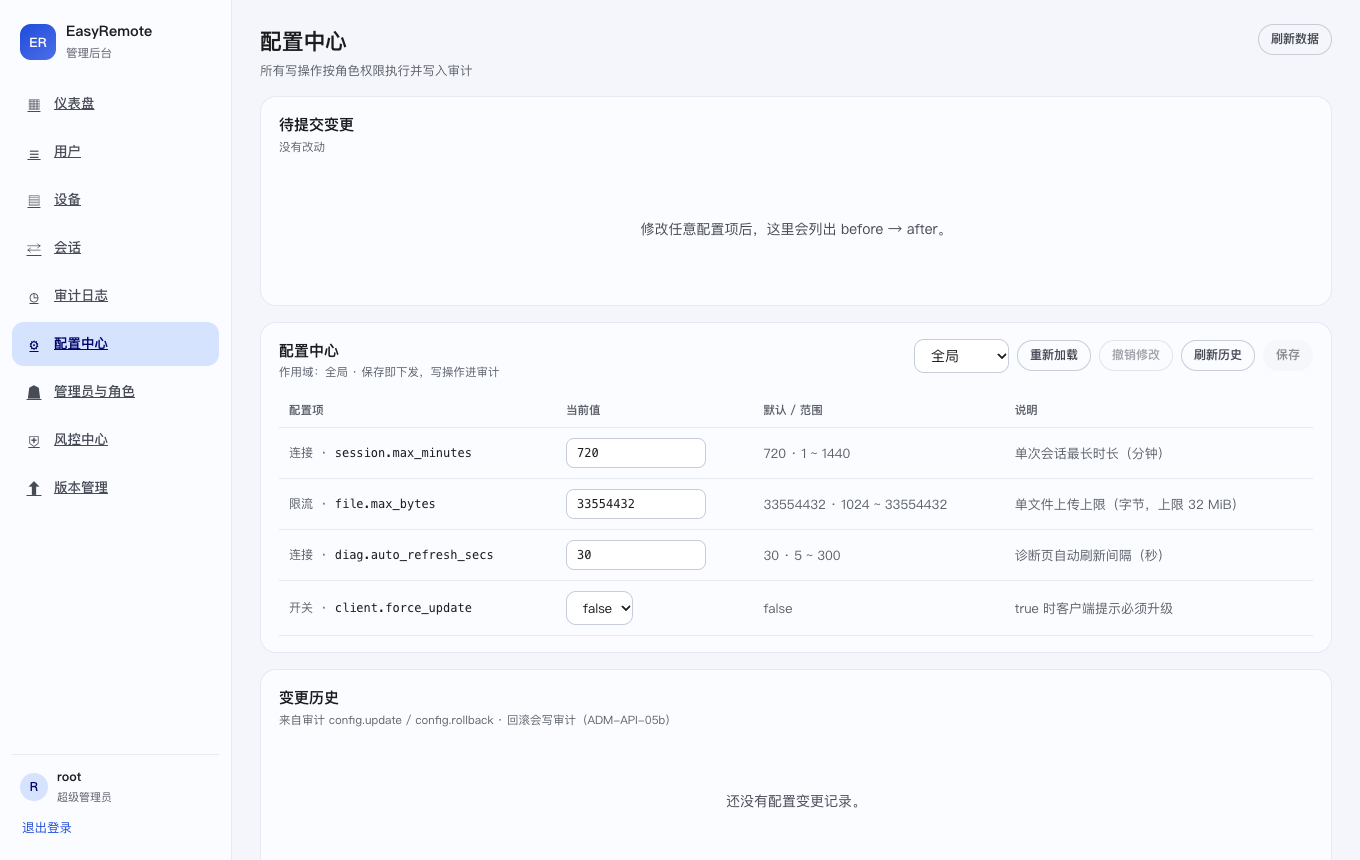 ER
EasyRemote
管理后台
仪表盘
用户
设备
会话
审计日志
配置中心
管理员与角色
风控中心
版本管理
R
root
超级管理员
退出登录
配置中心
所有写操作按角色权限执行并写入审计
刷新数据
待提交变更
没有改动
修改任意配置项后，这里会列出 before → after。
配置中心
作用域：全局 · 保存即下发，写操作进审计
全局
重新加载
撤销修改
刷新历史
保存
配置项 当前值 默认 / 范围 说明
连接 · session.max_minutes 720 720 · 1 ~ 1440 单次会话最长时长（分钟）
限流 · file.max_bytes 33554432 33554432 · 1024 ~ 33554432 单文件上传上限（字节，上限 32 MiB）
连接 · diag.auto_refresh_secs 30 30 · 5 ~ 300 诊断页自动刷新间隔（秒）
开关 · client.force_update false false true 时客户端提示必须升级
变更历史
来自审计 config.update / config.rollback · 回滚会写审计（ADM-API-05b）
还没有配置变更记录。